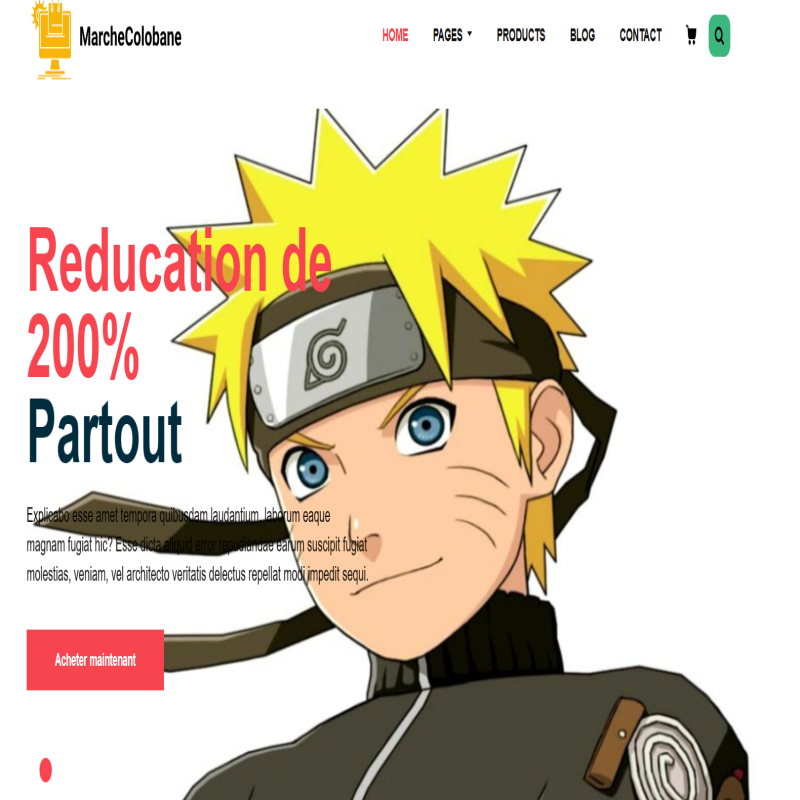 MarcheColobane
HOME PAGES PRODUCTS BLOG CONTACT
Reducation de
200%
Partout
Explicabo esse amet tempora quibusdam laudantium, laborum eaque
magnam fugiat hic? Esse dicta aliquid error repudiandae earum suscipit fugiat
molestias, veniam, vel architecto veritatis delectus repellat modi impedit sequi.
Acheter maintenant